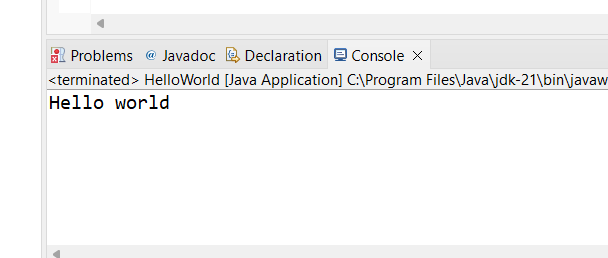 Problems @ Javadoc Declaration Console
<terminated> HelloWorld [Java Application] C:\Program Files\Java\jdk-21\bin\javaw
Hello world